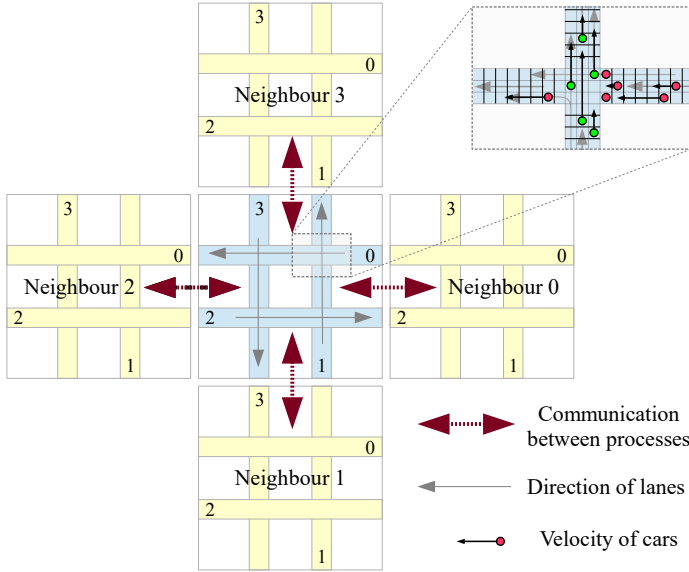 3
0
Neighbour 3
2
1
3
0
Neighbour 2
2
1
3
0
2
1
3
0
Neighbour 0
2
1
3
0
Neighbour 1
2
1
Communication
between processes
Direction of lanes
Velocity of cars